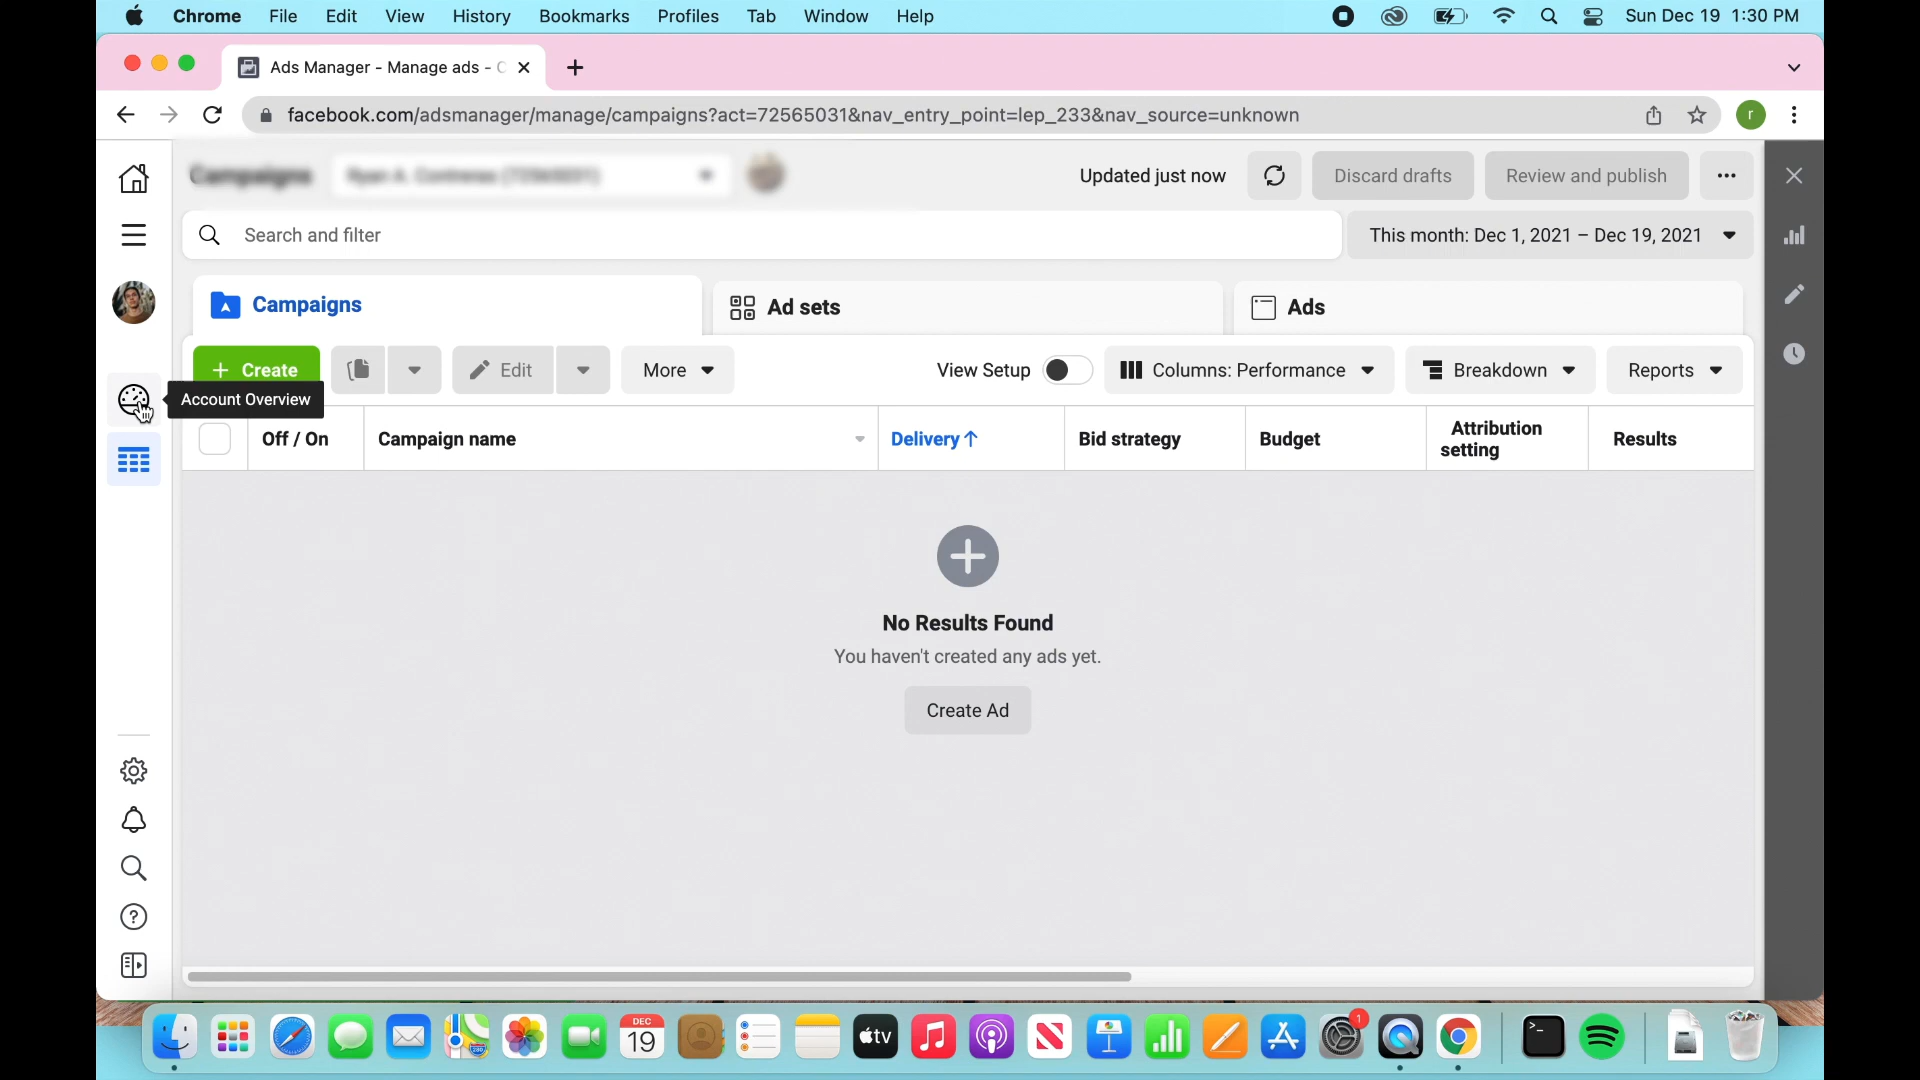 Chrome File Edit View History Bookmarks Profiles Tab Window Help Sun Dec 19 1:30 PM
Ads Manager - Manage ads - C
facebook.com/adsmanager/manage/campaigns?act=72565031&nav_entry_point=lep_233&nav_source=unknown
r
Campaigns
Updated just now
Discard drafts
Review and publish
Search and filter
This month: Dec 1, 2021 – Dec 19, 2021
Campaigns
Ad sets
Ads
+ Create
Edit
More
View Setup
Columns: Performance
Breakdown
Reports
Account Overview
Off / On
Campaign name
Delivery↑
Bid strategy
Budget
Attribution
setting
Results
No Results Found
You haven't created any ads yet.
Create Ad
DEC
19
280
tv
1
>_